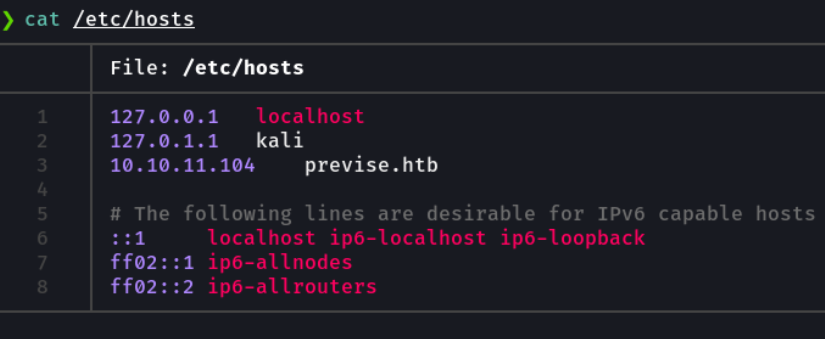 ❯ cat /etc/hosts
File: /etc/hosts
1 127.0.0.1 localhost
2 127.0.1.1 kali
3 10.10.11.104 previse.htb
4
5 # The following lines are desirable for IPv6 capable hosts
6 ::1 localhost ip6-localhost ip6-loopback
7 ff02::1 ip6-allnodes
8 ff02::2 ip6-allrouters